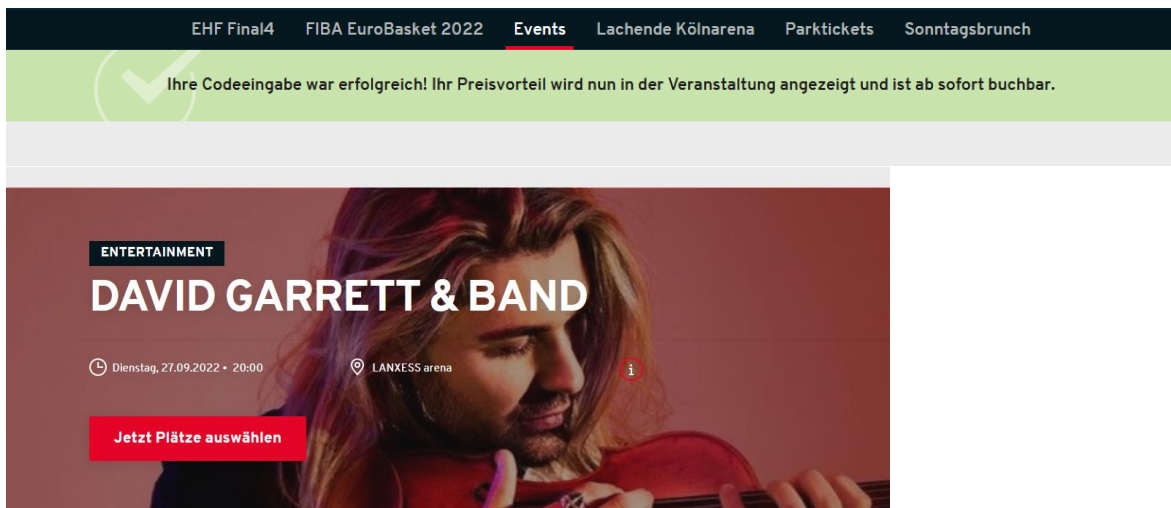 EHF Final4 FIBA EuroBasket 2022 Events Lachende Kölnarena Parktickets Sonntagsbrunch
Ihre Codeeingabe war erfolgreich! Ihr Preisvorteil wird nun in der Veranstaltung angezeigt und ist ab sofort buchbar.
ENTERTAINMENT
DAVID GARRETT & BAND
Dienstag, 27.09.2022 • 20:00 LANXESS arena i
Jetzt Plätze auswählen